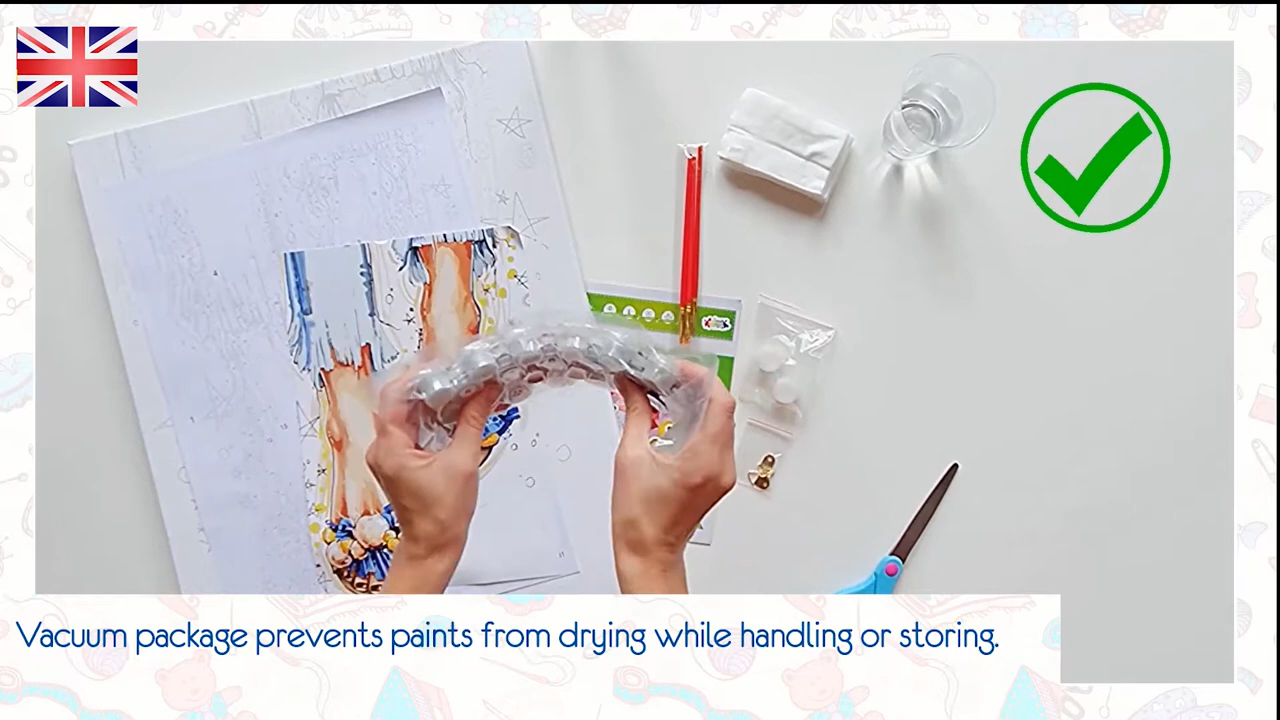 Vacuum package prevents paints from drying while handling or storing.